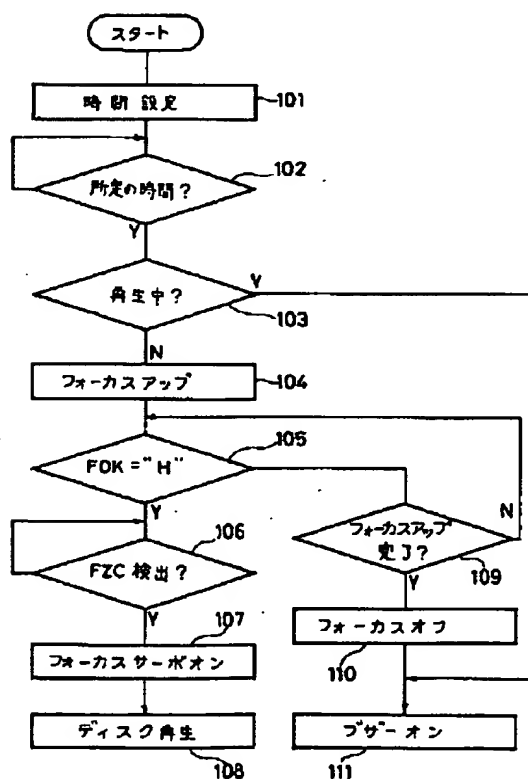 スタート
時間設定
101
所定の時間?
102
Y
再生中?
Y
103
N
フォーカスアップ
104
FOK="H"
105
Y
106
FZC検出?
Y
フォーカスアップ
完了?
N
109
Y
107
フォーカスサーボオン
フォーカスオフ
110
ディスク再生
108
ブザーオン
111